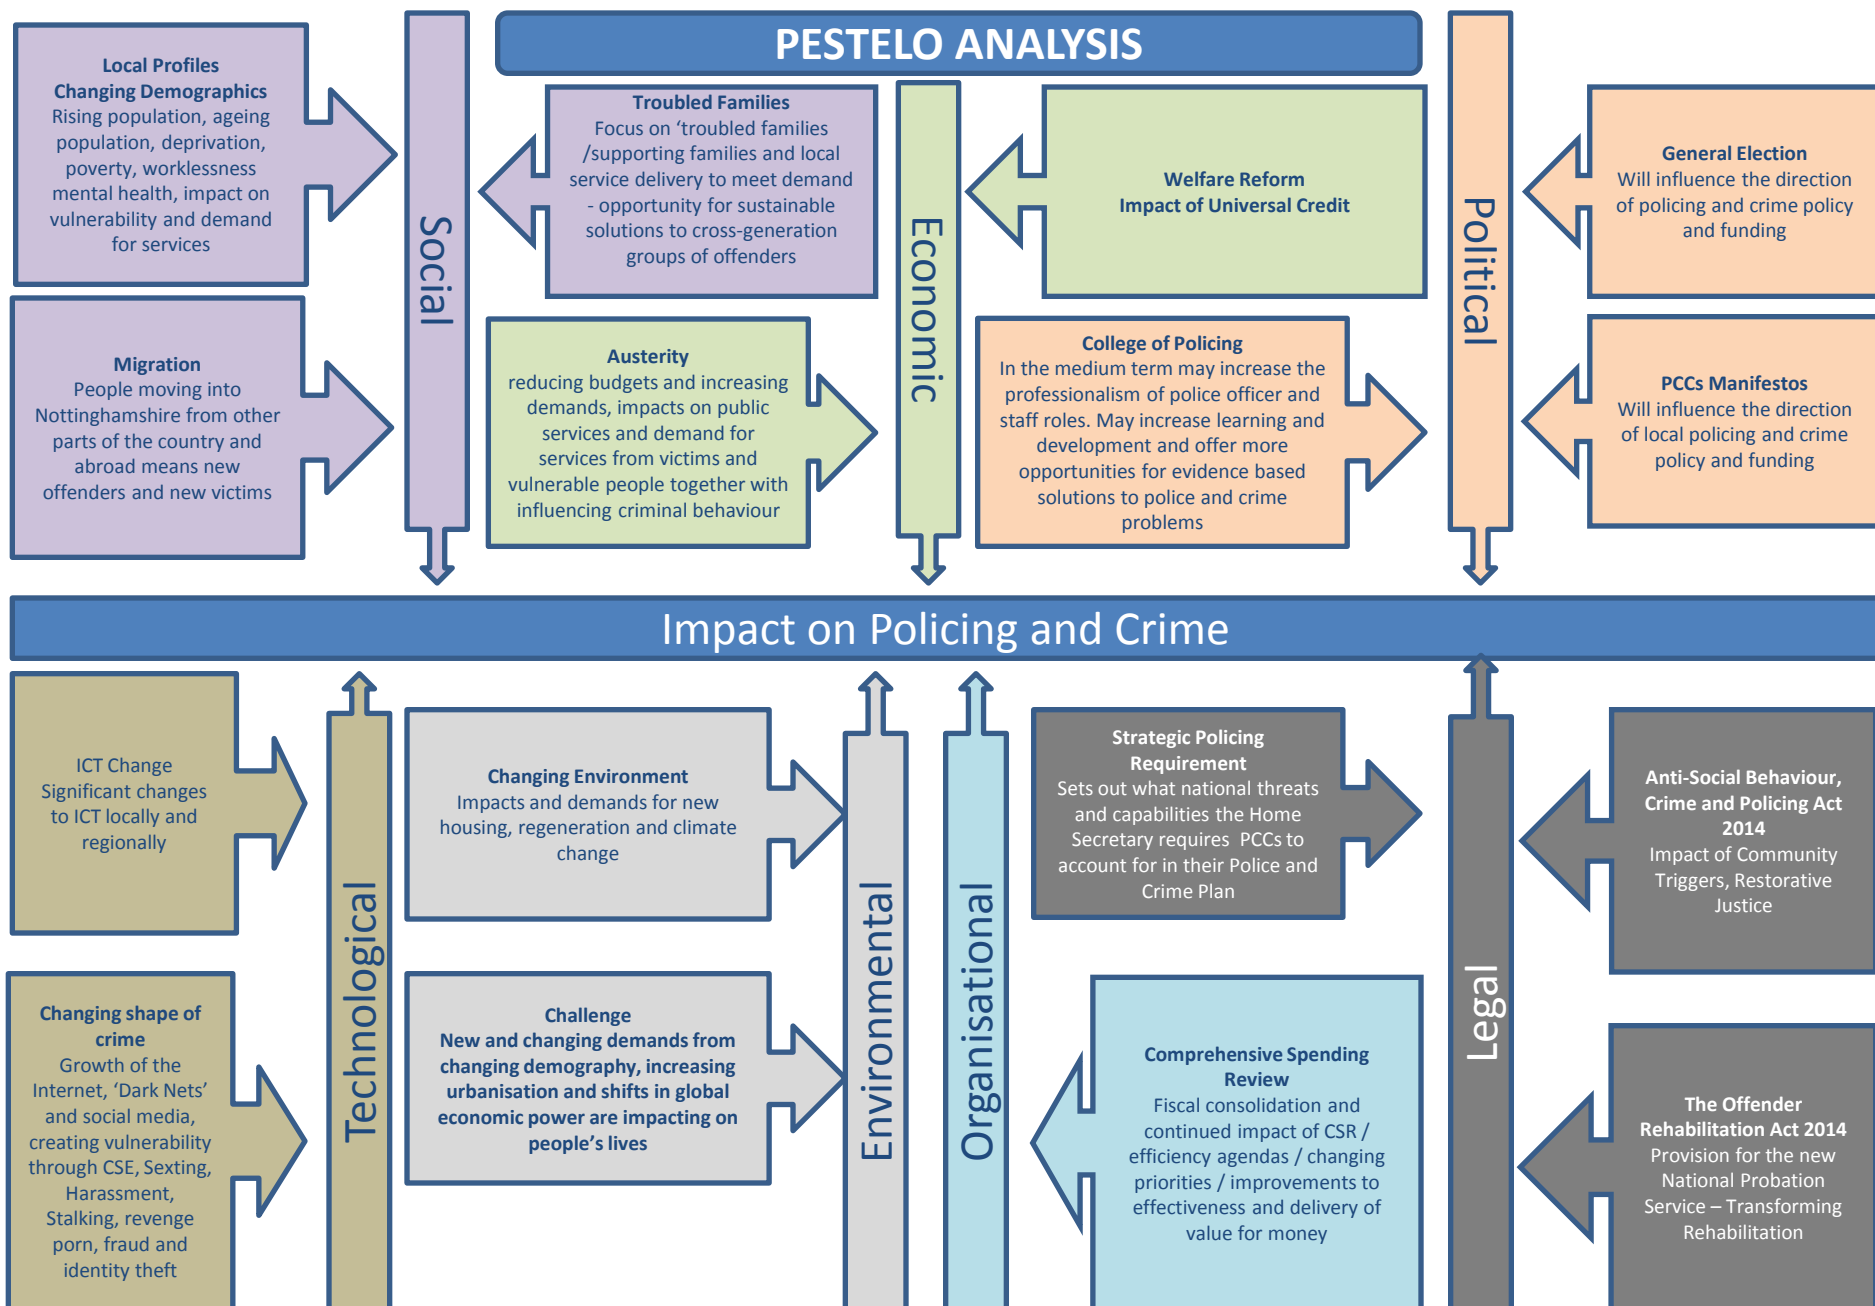 PESTELO ANALYSIS
Local Profiles
Changing Demographics
Rising population, ageing
population, deprivation,
poverty, worklessness
mental health, impact on
vulnerability and demand
for services
Migration
People moving into
Nottinghamshire from other
parts of the country and
abroad means new
offenders and new victims
Social
Troubled Families
Focus on ‘troubled families
/supporting families and local
service delivery to meet demand
- opportunity for sustainable
solutions to cross-generation
groups of offenders
Austerity
reducing budgets and increasing
demands, impacts on public
services and demand for
services from victims and
vulnerable people together with
influencing criminal behaviour
Economic
Welfare Reform
Impact of Universal Credit
College of Policing
In the medium term may increase the
professionalism of police officer and
staff roles. May increase learning and
development and offer more
opportunities for evidence based
solutions to police and crime
problems
Political
General Election
Will influence the direction
of policing and crime policy
and funding
PCCs Manifestos
Will influence the direction
of local policing and crime
policy and funding
Impact on Policing and Crime
ICT Change
Significant changes
to ICT locally and
regionally
Changing shape of
crime
Growth of the
Internet, ‘Dark Nets’
and social media,
creating vulnerability
through CSE, Sexting,
Harassment,
Stalking, revenge
porn, fraud and
identity theft
Technological
Changing Environment
Impacts and demands for new
housing, regeneration and climate
change
Challenge
New and changing demands from
changing demography, increasing
urbanisation and shifts in global
economic power are impacting on
people’s lives
Environmental
Organisational
Strategic Policing
Requirement
Sets out what national threats
and capabilities the Home
Secretary requires PCCs to
account for in their Police and
Crime Plan
Comprehensive Spending
Review
Fiscal consolidation and
continued impact of CSR /
efficiency agendas / changing
priorities / improvements to
effectiveness and delivery of
value for money
Legal
Anti-Social Behaviour,
Crime and Policing Act
2014
Impact of Community
Triggers, Restorative
Justice
The Offender
Rehabilitation Act 2014
Provision for the new
National Probation
Service – Transforming
Rehabilitation